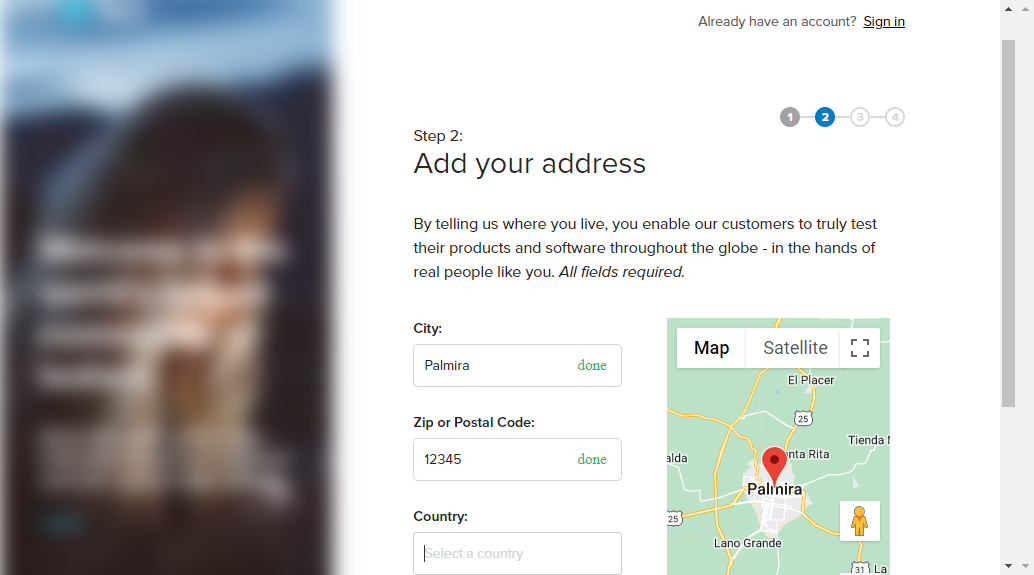 Already have an account? Sign in
1 2 3 4
Step 2:
Add your address
By telling us where you live, you enable our customers to truly test
their products and software throughout the globe - in the hands of
real people like you. All fields required.
City:
Palmira done
Zip or Postal Code:
12345 done
Country:
Select a country
Map Satellite
El Placer
25
Tienda
alda
nta Rita
Palmira
25
Lano Grande
31 La